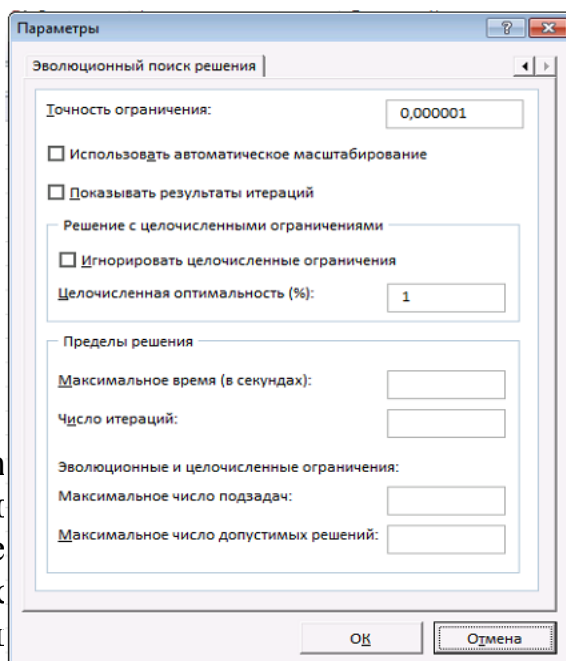 Параметры
Эволюционный поиск решения
Точность ограничения: 0,000001
Использовать автоматическое масштабирование
Показывать результаты итераций
Решение с целочисленными ограничениями
Игнорировать целочисленные ограничения
Целочисленная оптимальность (%): 1
Пределы решения
Максимальное время (в секундах):
Число итераций:
Эволюционные и целочисленные ограничения:
Максимальное число подзадач:
Максимальное число допустимых решений:
ОК Отмена